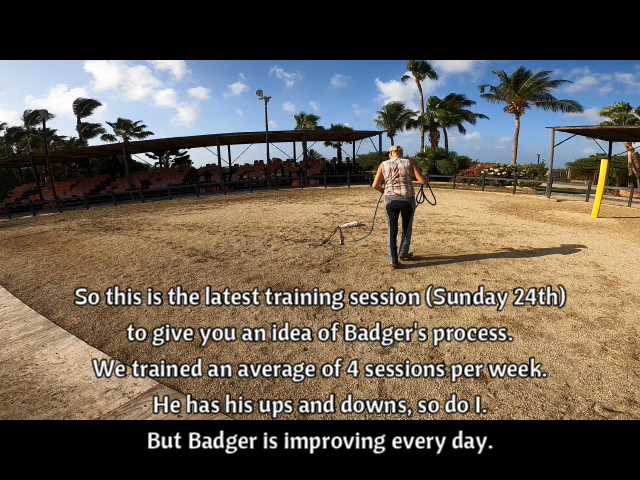 So this is the latest training session (Sunday 24th)
to give you an idea of Badger's process.
We trained an average of 4 sessions per week.
He has his ups and downs, so do I.
But Badger is improving every day.